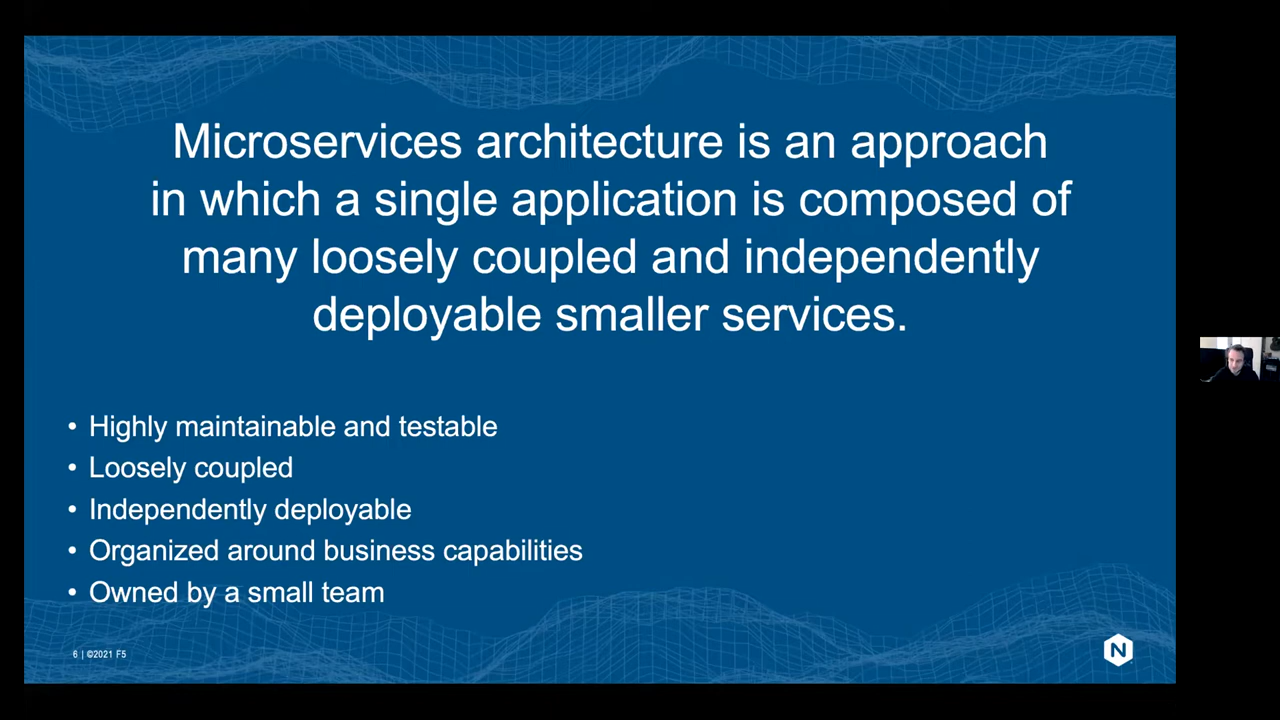 Microservices architecture is an approach
in which a single application is composed of
many loosely coupled and independently
deployable smaller services.
• Highly maintainable and testable
• Loosely coupled
• Independently deployable
• Organized around business capabilities
• Owned by a small team
6 | ©2021 F5
N